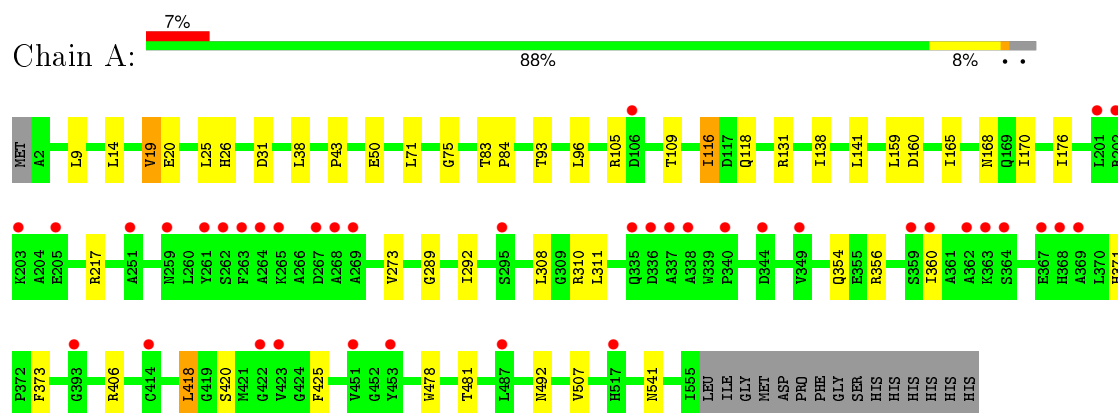 7%
Chain A:
88% 8% • •
MET A2 L9 L14 V19 E20 L25 H26 D31 L38 P43 E50 L71 G75 T83 P84 T93 L96 R105 D106 T109 I116 D117 Q118 R131 I138 L141 L159 D160 I165 N168 Q169 I170 I176 L201
K203 A204 E205 R217 A251 N259 L260 Y261 S262 F263 A264 K265 A266 D267 A268 A269 V273 G289 I292 S295 L308 G309 R310 L311 Q335 D336 A337 A338 W339 P340 D344 V349 Q354 E355 R356 S359 I360 A361 A362 K363 S364 E367 H368 A369 L370 H371
P372 F373 G393 R406 C414 L418 G419 S420 M421 G422 V423 G424 F425 V451 G452 Y453 W478 T481 L487 N492 V507 H517 N541 I555 LEU ILE GLY MET ASP PRO PHE GLY SER HIS HIS HIS HIS HIS HIS